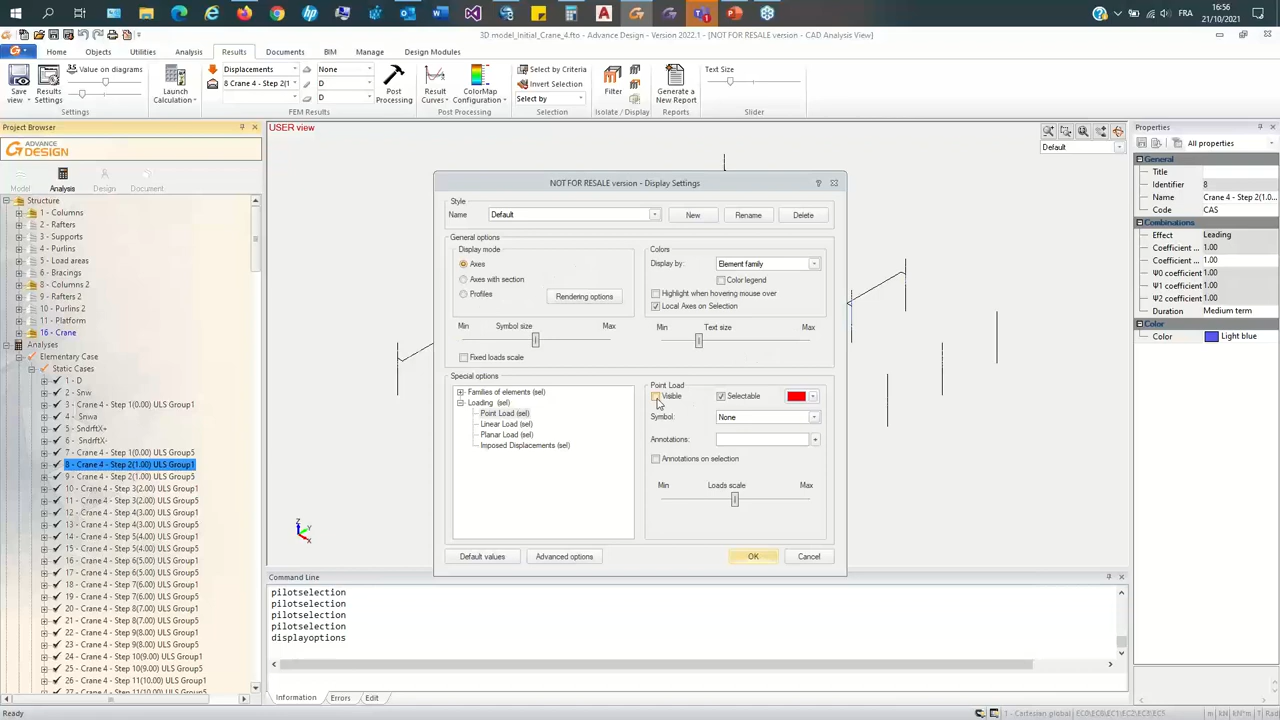 16:56
FRA
21/10/2021
3D model_Initial_Crane_4.fto - Advance Design - Version 2022.1 - [NOT FOR RESALE version - CAD Analysis View]
Home Objects Utilities Analysis Results Documents BIM Manage Design Modules
Save view
Results Settings
Value on diagrams
Settings
Launch Calculation
Displacements
8 Crane 4 - Step 2(1
None
D
D
FEM Results
Post Processing
Result Curves
ColorMap Configuration
Post Processing
Select by Criteria
Invert Selection
Select by
Selection
Filter
Isolate / Display
Generate a New Report
Reports
Text Size
Slider
Project Browser
ADVANCE DESIGN
Model Analysis Design Document
Structure
1 - Columns
2 - Rafters
3 - Supports
4 - Purlins
5 - Load areas
6 - Bracings
8 - Columns 2
9 - Rafters 2
10 - Purlins 2
11 - Platform
16 - Crane
Analyses
Elementary Case
Static Cases
1 - D
2 - Snw
3 - Crane 4 - Step 1(0.00) ULS Group1
4 - Snwa
5 - SndrftX+
6 - SndrftX-
7 - Crane 4 - Step 1(0.00) ULS Group5
8 - Crane 4 - Step 2(1.00) ULS Group1
9 - Crane 4 - Step 2(1.00) ULS Group5
10 - Crane 4 - Step 3(2.00) ULS Group1
11 - Crane 4 - Step 3(2.00) ULS Group5
12 - Crane 4 - Step 4(3.00) ULS Group1
13 - Crane 4 - Step 4(3.00) ULS Group5
14 - Crane 4 - Step 5(4.00) ULS Group1
15 - Crane 4 - Step 5(4.00) ULS Group5
16 - Crane 4 - Step 6(5.00) ULS Group1
17 - Crane 4 - Step 6(5.00) ULS Group5
18 - Crane 4 - Step 7(6.00) ULS Group1
19 - Crane 4 - Step 7(6.00) ULS Group5
20 - Crane 4 - Step 8(7.00) ULS Group1
21 - Crane 4 - Step 8(7.00) ULS Group5
22 - Crane 4 - Step 9(8.00) ULS Group1
23 - Crane 4 - Step 9(8.00) ULS Group5
24 - Crane 4 - Step 10(9.00) ULS Group1
25 - Crane 4 - Step 10(9.00) ULS Group5
26 - Crane 4 - Step 11(10.00) ULS Group1
27 - Crane 4 - Step 11(10.00) ULS Group5
USER view
Default
NOT FOR RESALE version - Display Settings
Style
Name Default New Rename Delete
General options
Display mode
Axes
Axes with section
Profiles
Rendering options
Min Symbol size Max
Fixed loads scale
Colors
Display by: Element family
Color legend
Highlight when hovering mouse over
Local Axes on Selection
Min Text size Max
Special options
Families of elements (sel)
Loading (sel)
Point Load (sel)
Linear Load (sel)
Planar Load (sel)
Imposed Displacements (sel)
Point Load
Visible Selectable
Symbol: None
Annotations:
Annotations on selection
Min Loads scale Max
Default values Advanced options OK Cancel
Z
Y
X
Command Line
pilotselection
pilotselection
pilotselection
pilotselection
displayoptions
Information Errors Edit
Properties
All properties
General
Title
Identifier 8
Name Crane 4 - Step 2(1.0...
Code CAS
Combinations
Effect Leading
Coefficient ... 1.00
Coefficient ... 1.00
Ψ0 coefficient 1.00
Ψ1 coefficient 1.00
Ψ2 coefficient 1.00
Duration Medium term
Color
Color Light blue
Ready
1 - Cartesian global